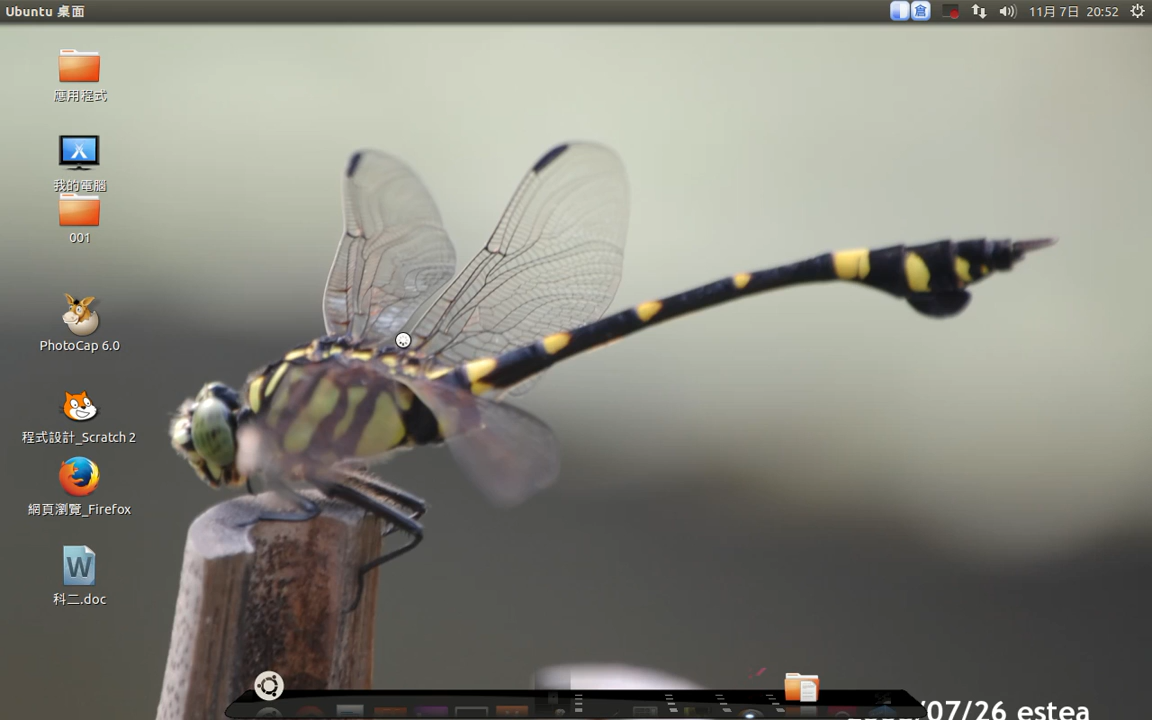 Ubuntu 桌面
倉
11月 7日 20:52
應用程式
我的電腦
001
PhotoCap 6.0
程式設計_Scratch 2
網頁瀏覽_Firefox
W
科二.doc
/07/26 estea